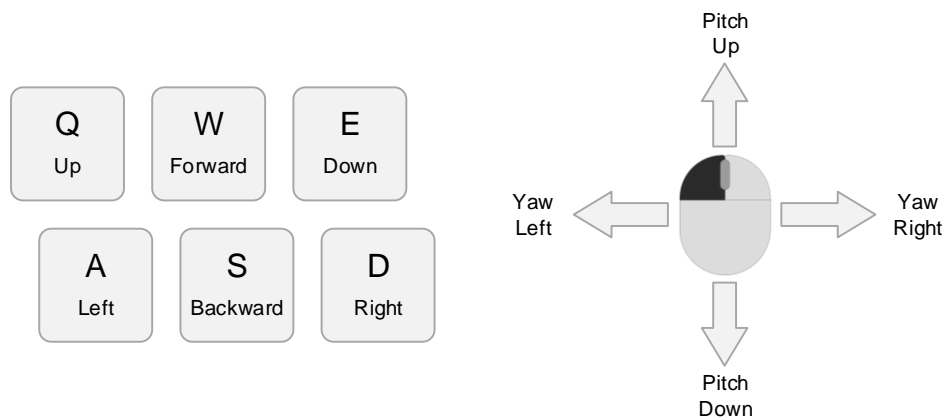 Q
Up
W
Forward
E
Down
A
Left
S
Backward
D
Right
Pitch
Up
Yaw
Left
Yaw
Right
Pitch
Down